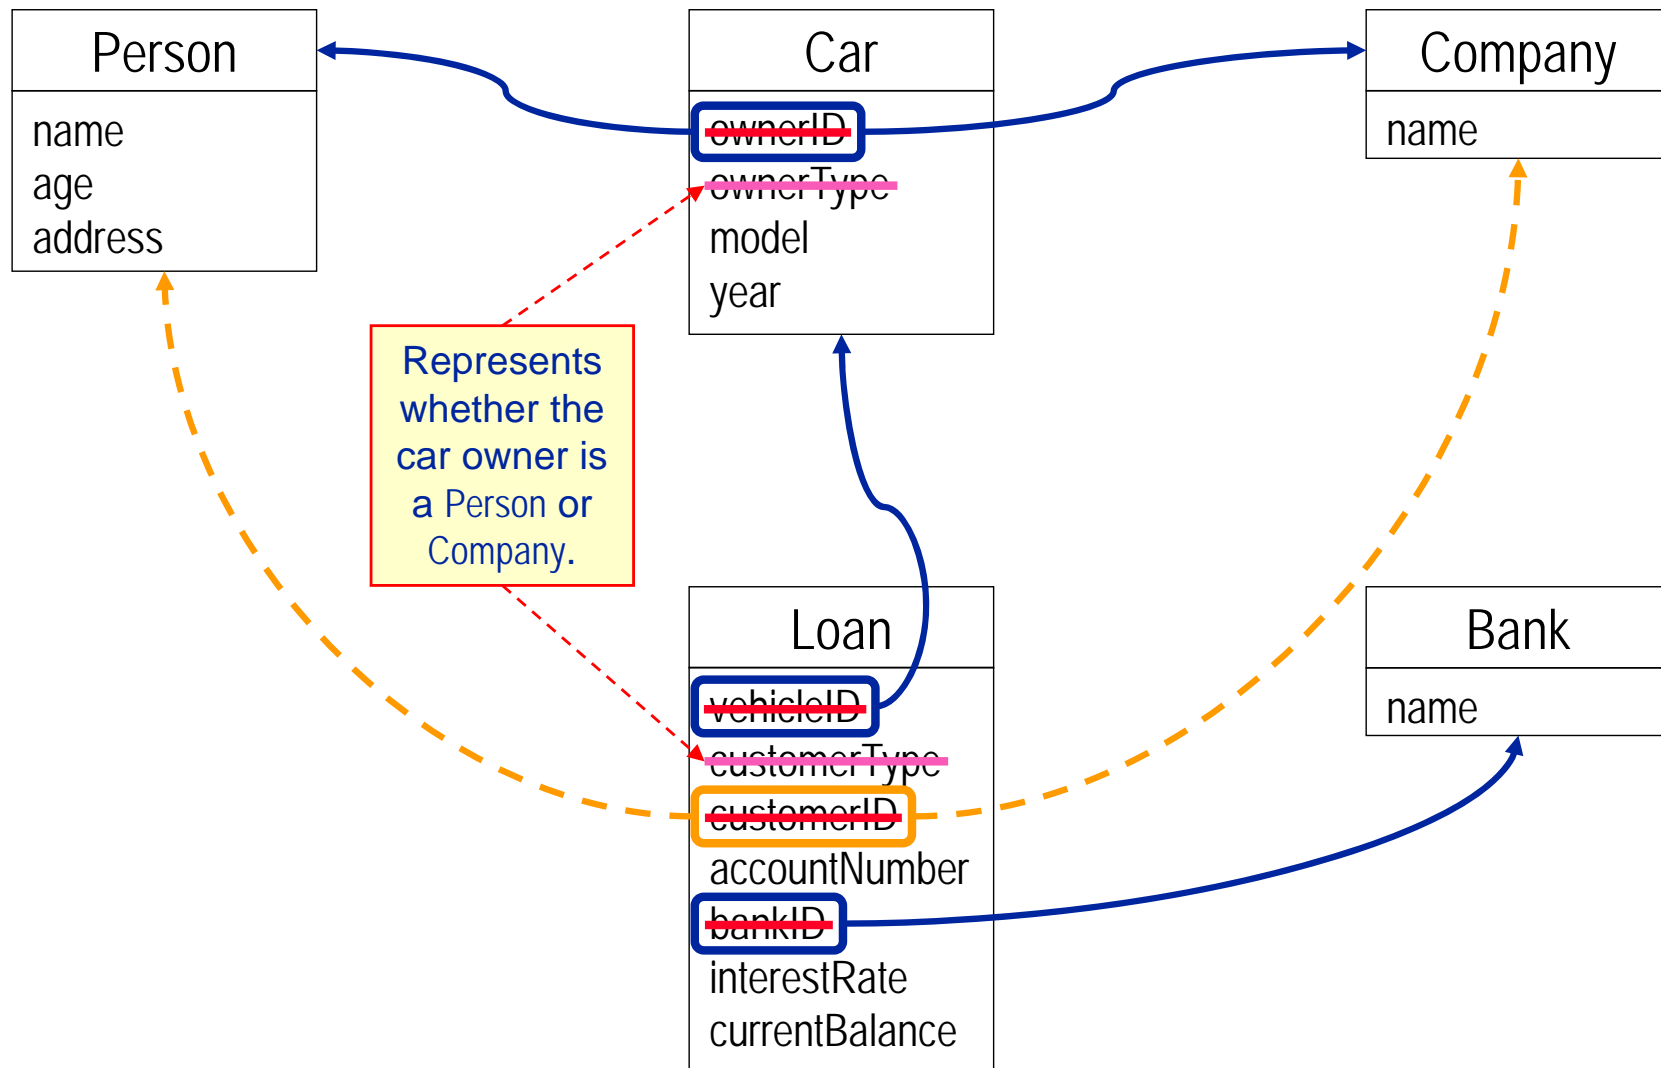 Person
name
age
address
Car
ownerID
ownerType
model
year
Company
name
Represents
whether the
car owner is
a Person or
Company.
Loan
vehicleID
customerType
customerID
accountNumber
bankID
interestRate
currentBalance
Bank
name